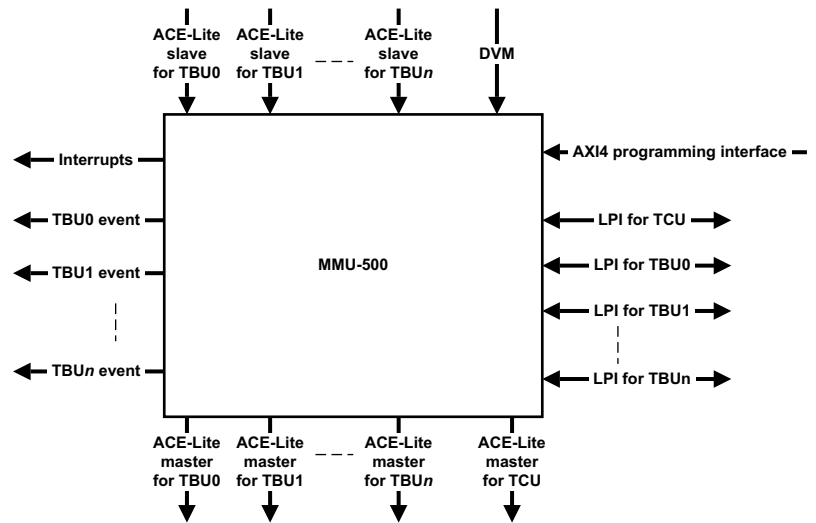 ACE-Lite
slave
for TBU0
ACE-Lite
slave
for TBU1
ACE-Lite
slave
for TBUn
DVM
Interrupts
AXI4 programming interface
TBU0 event
LPI for TCU
TBU1 event
MMU-500
LPI for TBU0
LPI for TBU1
TBUn event
LPI for TBUn
ACE-Lite
master
for TBU0
ACE-Lite
master
for TBU1
ACE-Lite
master
for TBUn
ACE-Lite
master
for TCU